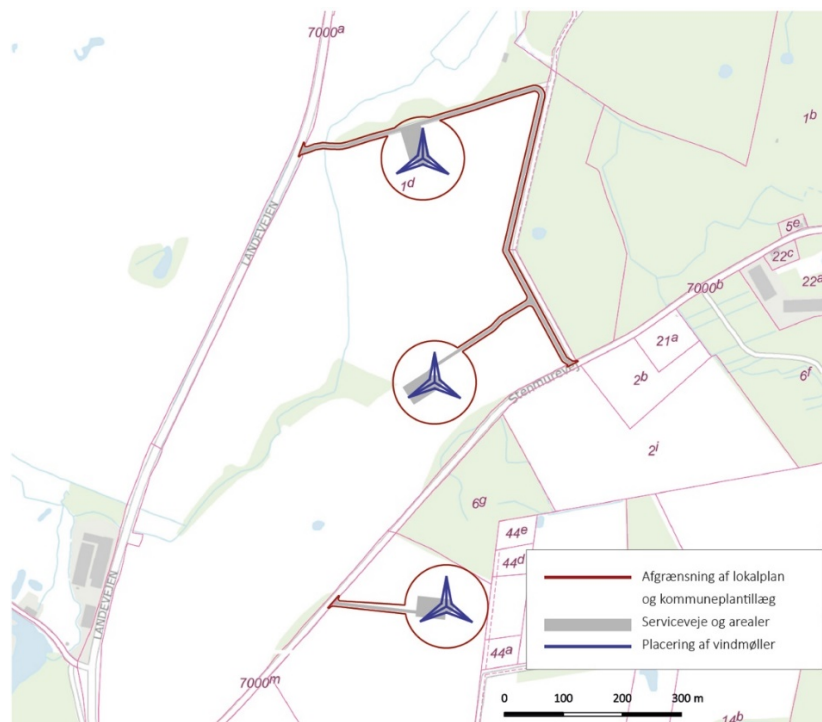 7000a
1b
1d
LANDEVEJEN
5e
22c
22a
7000b
21a
2b
6f
Stenmurevej
2i
6g
44e
44d
Afgrænsning af lokalplan
og kommuneplantillæg
Serviceveje og arealer
Placering af vindmøller
LANDEVEJEN
44a
7000m
0 100 200 300 m
14b